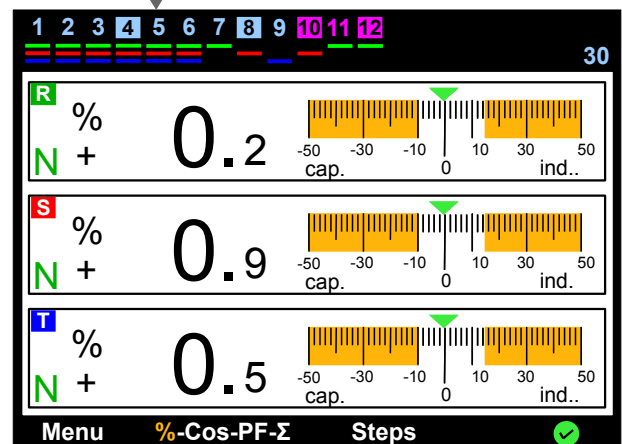 1 2 3 4 5 6 7 8 9 10 11 12
30
R
% 0.2
N +
-50 -30 -10 0 10 30 50
cap. ind..
S
% 0.9
N +
-50 -30 -10 0 10 30 50
cap. ind.
T
% 0.5
N +
-50 -30 -10 0 10 30 50
cap. ind..
Menu %-Cos-PF-Σ Steps